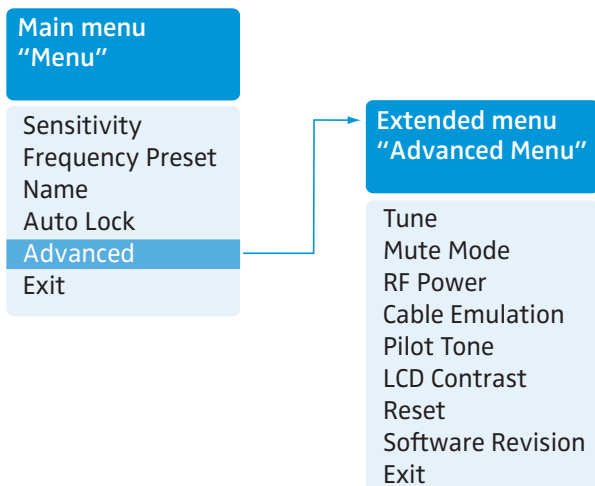 Main menu
“Menu”
Sensitivity
Frequency Preset
Name
Auto Lock
Advanced
Exit
Extended menu
“Advanced Menu”
Tune
Mute Mode
RF Power
Cable Emulation
Pilot Tone
LCD Contrast
Reset
Software Revision
Exit